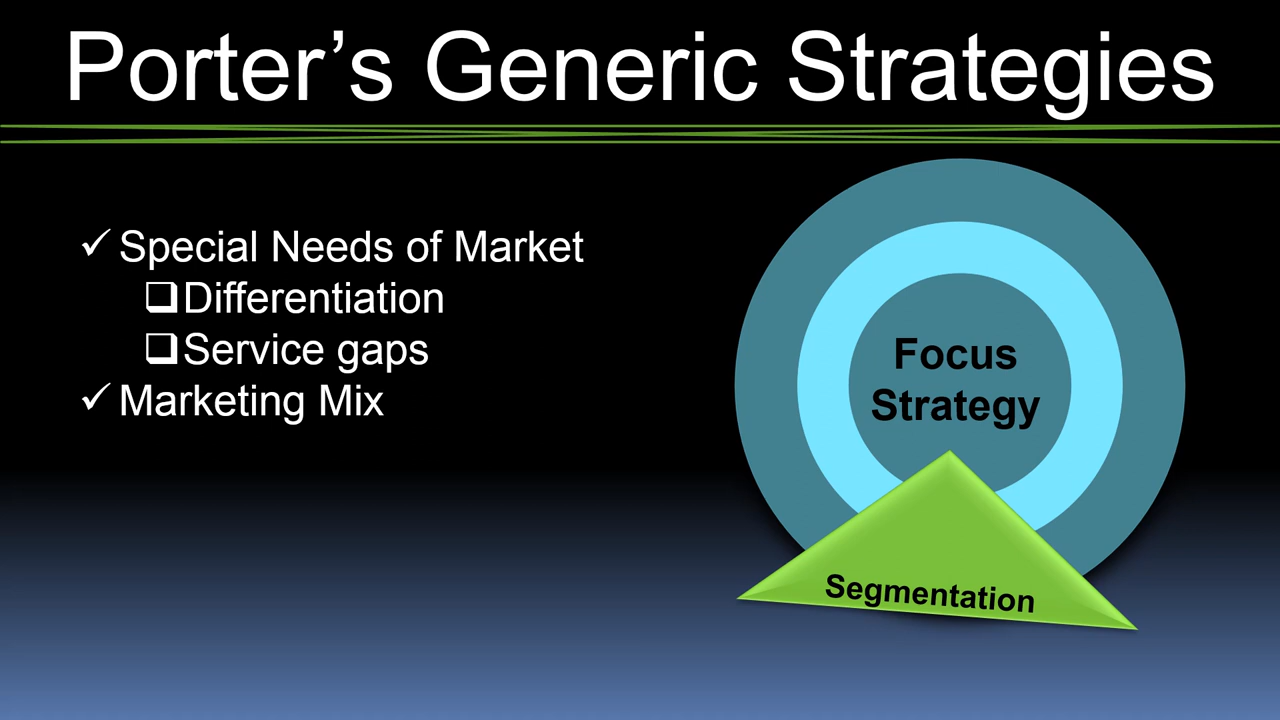 Porter’s Generic Strategies
✓ Special Needs of Market
❑Differentiation
❑Service gaps
✓ Marketing Mix
Focus
Strategy
Segmentation